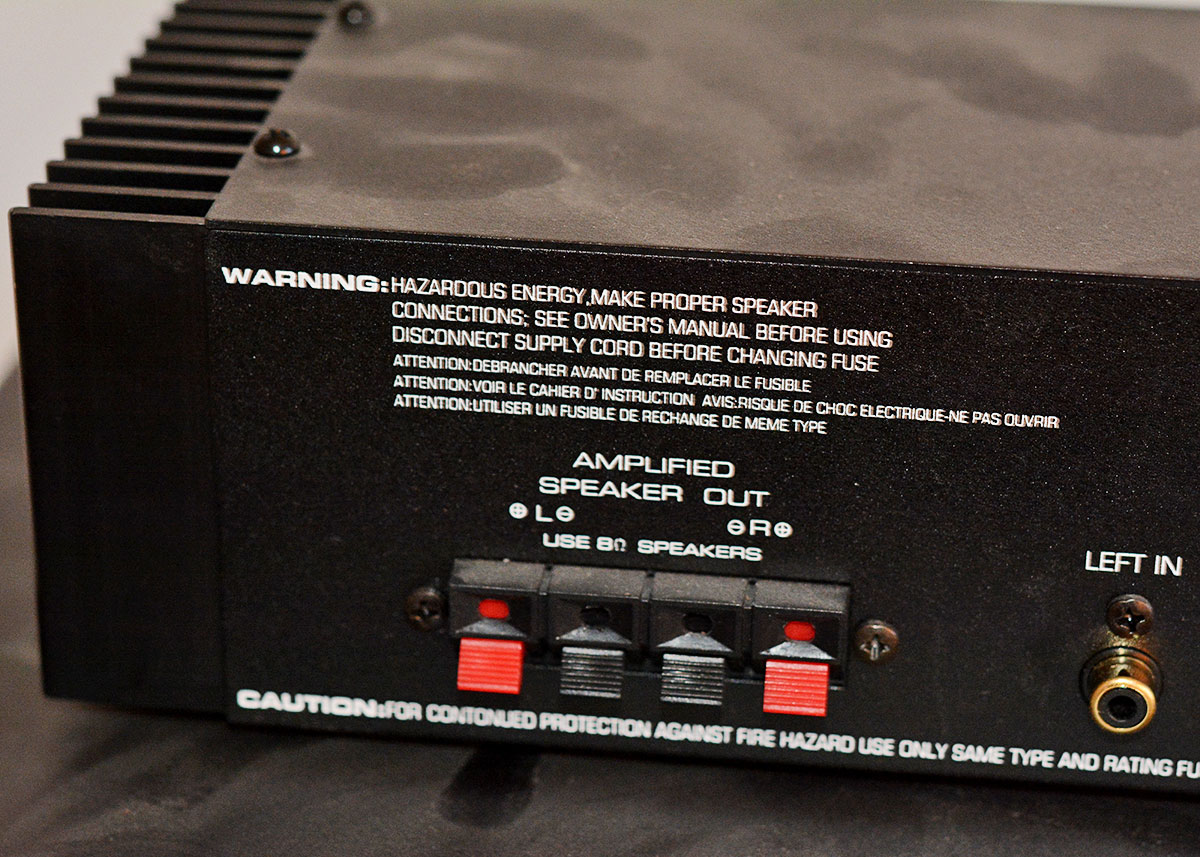 WARNING:HAZARDOUS ENERGY,MAKE PROPER SPEAKER
CONNECTIONS; SEE OWNER'S MANUAL BEFORE USING
DISCONNECT SUPPLY CORD BEFORE CHANGING FUSE
ATTENTION:DEBRANCHER AVANT DE REMPLACER LE FUSIBLE
ATTENTION:VOIR LE CAHIER D' INSTRUCTION AVIS:RISQUE DE CHOC ELECTRIQUE-NE PAS OUVRIR
ATTENTION:UTILISER UN FUSIBLE DE RECHANGE DE MEME TYPE
AMPLIFIED
SPEAKER OUT
⊕ L ⊖ ⊖ R ⊕
USE 8Ω SPEAKERS
LEFT IN
CAUTION:FOR CONTONUED PROTECTION AGAINST FIRE HAZARD USE ONLY SAME TYPE AND RATING FU